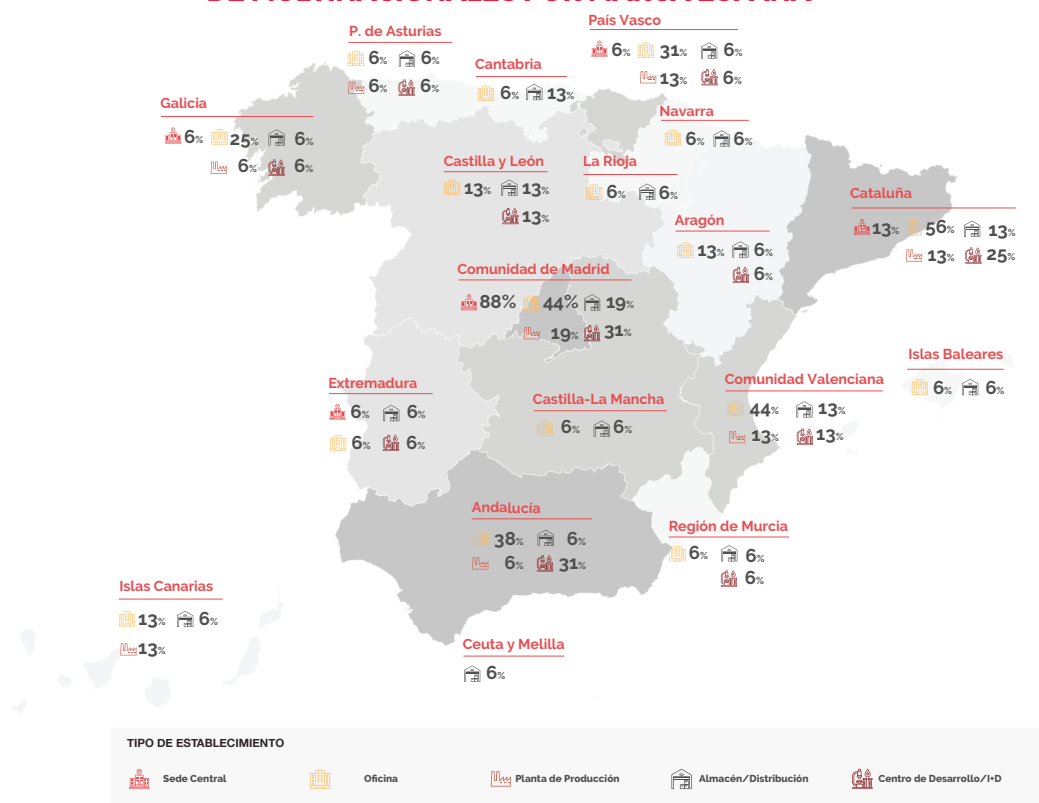 DE MULTINACIONALES POR MARCA ESPAÑA
País Vasco
6% 31% 6%
13% 6%
P. de Asturias
6% 6%
6% 6%
Cantabria
6% 13%
Galicia
6% 25% 6%
6% 6%
Navarra
6% 6%
Castilla y León
13% 13%
13%
La Rioja
6% 6%
Cataluña
13% 56% 13%
13% 25%
Aragón
13% 6%
6%
Comunidad de Madrid
88% 44% 19%
19% 31%
Islas Baleares
6% 6%
Extremadura
6% 6%
6% 6%
Castilla-La Mancha
6% 6%
Comunidad Valenciana
44% 13%
13% 13%
Andalucía
38% 6%
6% 31%
Región de Murcia
6% 6%
6%
Islas Canarias
13% 6%
13%
Ceuta y Melilla
6%
TIPO DE ESTABLECIMIENTO
Sede Central Oficina Planta de Producción Almacén/Distribución Centro de Desarrollo/I+D